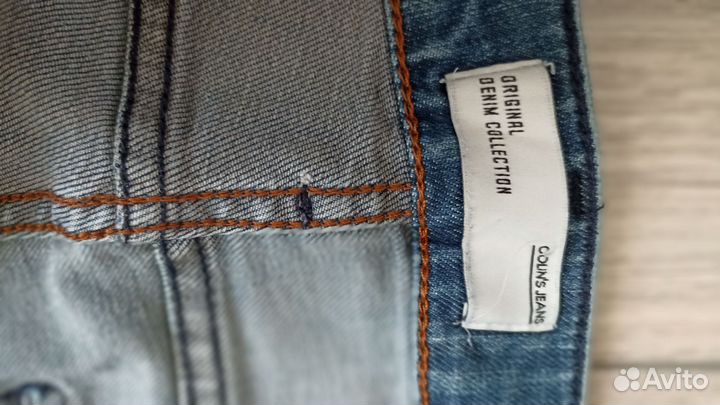 ORIGINAL
DENIM COLLECTION
COLIN'S JEANS
Avito